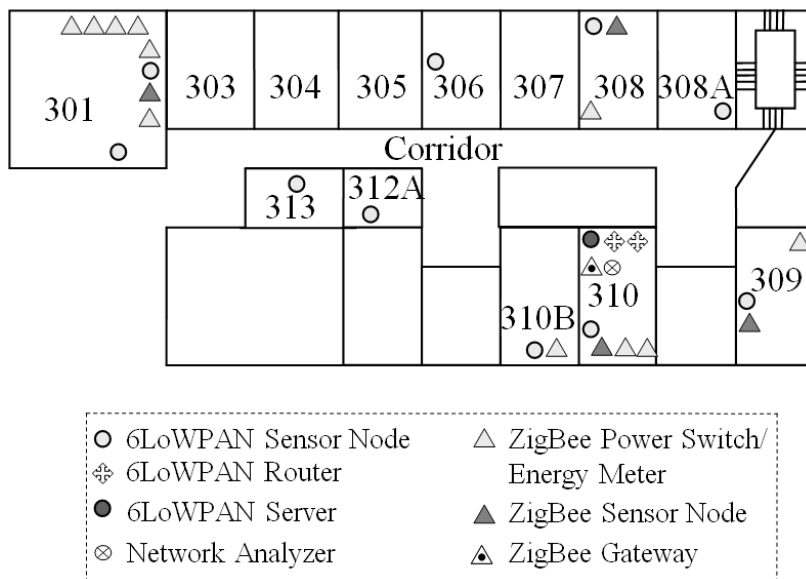 301
303
304
305
306
307
308
308A
Corridor
313
312A
309
310
310B
6LoWPAN Sensor Node
6LoWPAN Router
6LoWPAN Server
Network Analyzer
ZigBee Power Switch/
Energy Meter
ZigBee Sensor Node
ZigBee Gateway